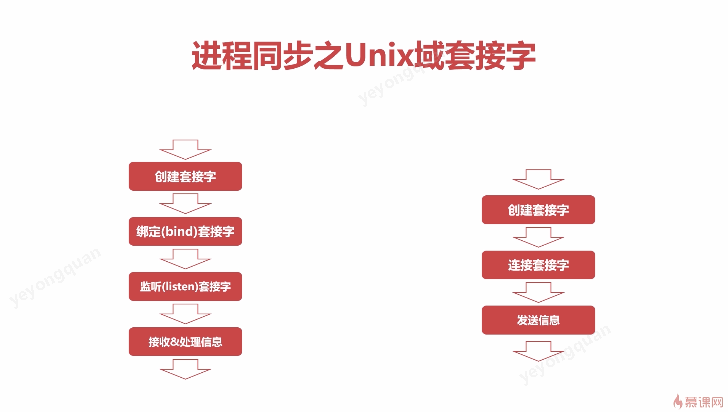 进程同步之Unix域套接字
yeyongquan
创建套接字
绑定(bind)套接字
监听(listen)套接字
接收&处理信息
yeyongquan
创建套接字
连接套接字
发送信息
yeyongquan
慕课网